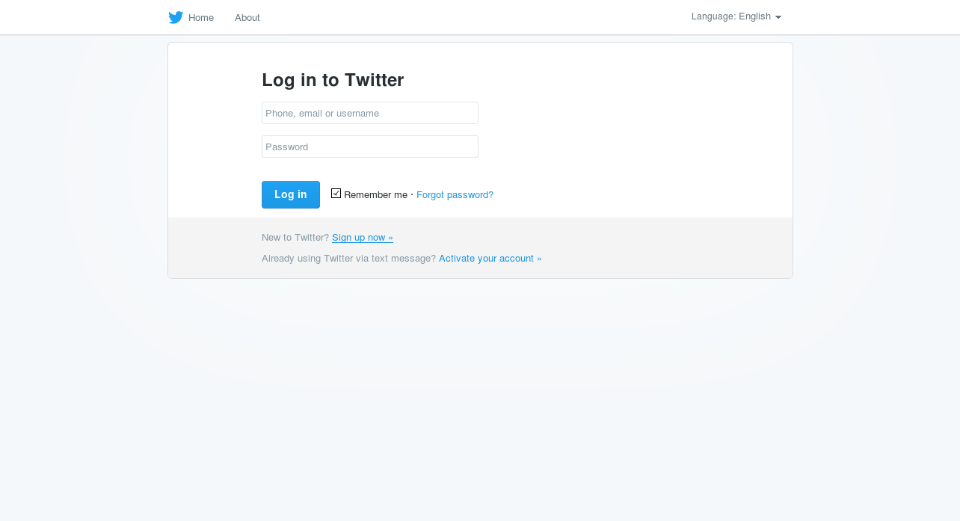 Home About Language: English
Log in to Twitter
Phone, email or username
Password
Log in Remember me · Forgot password?
New to Twitter? Sign up now »
Already using Twitter via text message? Activate your account »